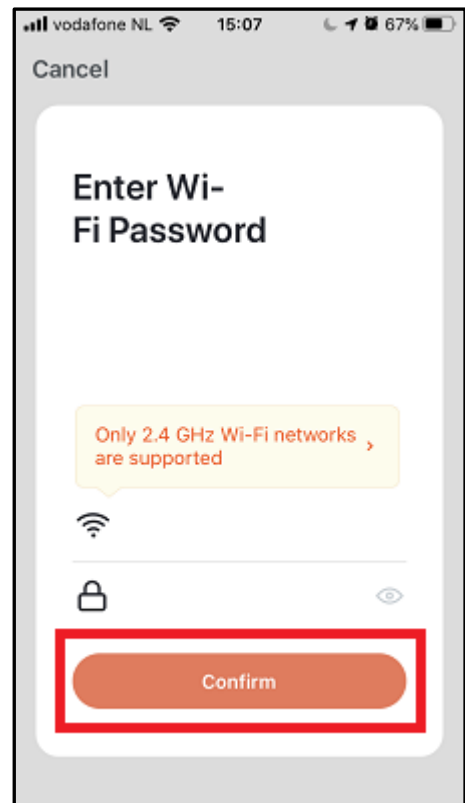 vodafone NL 15:07 67%
Cancel
Enter Wi-
Fi Password
Only 2.4 GHz Wi-Fi networks
are supported
Confirm